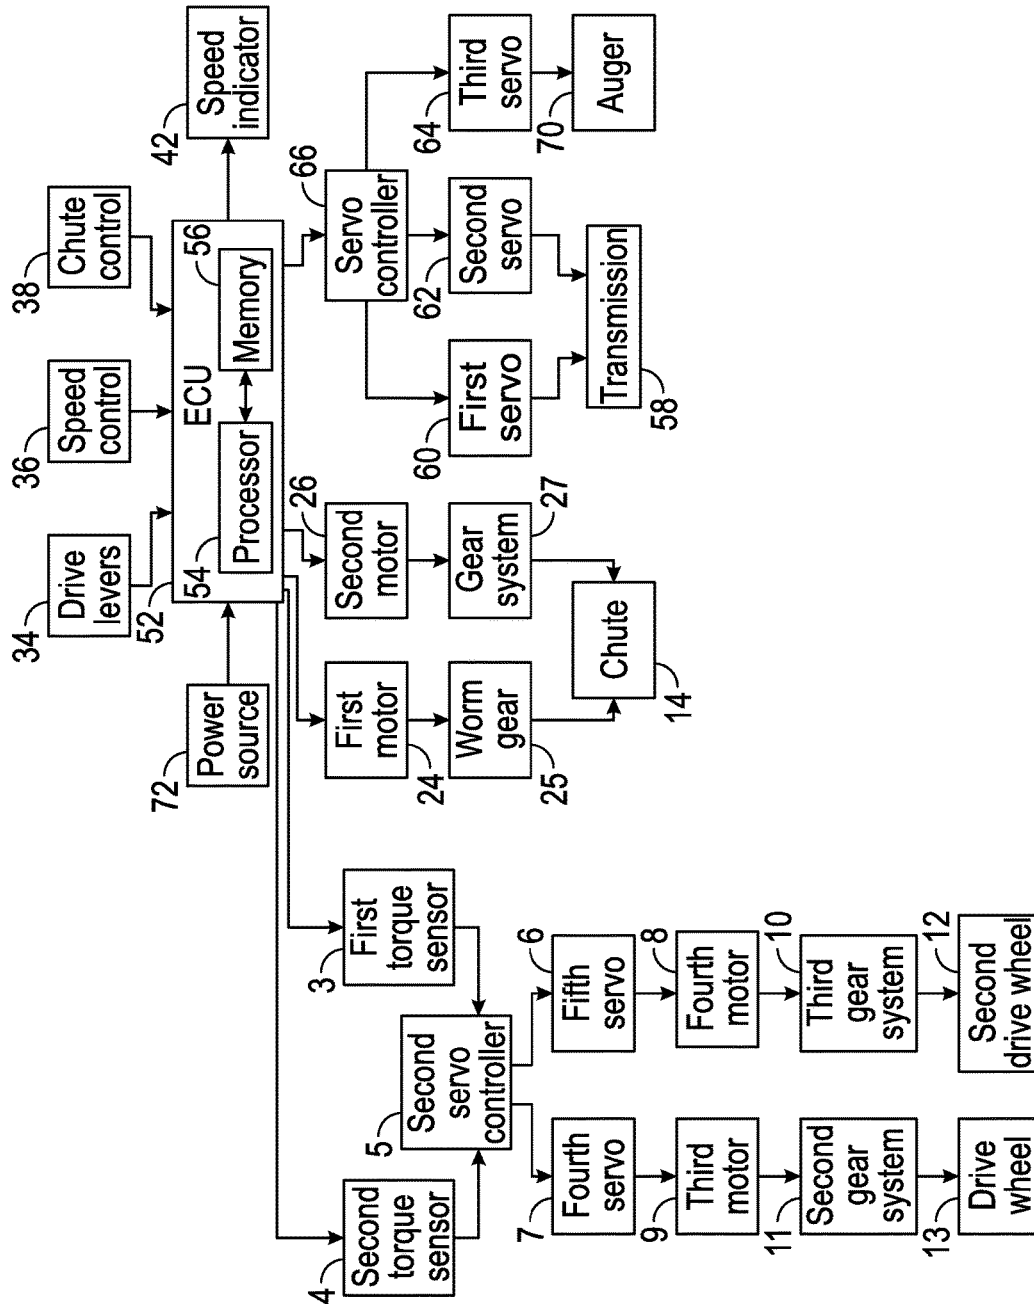 34
Drive
levers
36
Speed
control
38
Chute
control
72
Power
source
52
ECU
54
Processor
56
Memory
42
Speed
indicator
4
Second
torque
sensor
3
First
torque
sensor
24
First
motor
26
Second
motor
66
Servo
controller
5
Second
servo
controller
25
Worm
gear
27
Gear
system
60
First
servo
62
Second
servo
64
Third
servo
7
Fourth
servo
6
Fifth
servo
14
Chute
58
Transmission
70
Auger
9
Third
motor
8
Fourth
motor
11
Second
gear
system
10
Third
gear
system
13
Drive
wheel
12
Second
drive wheel